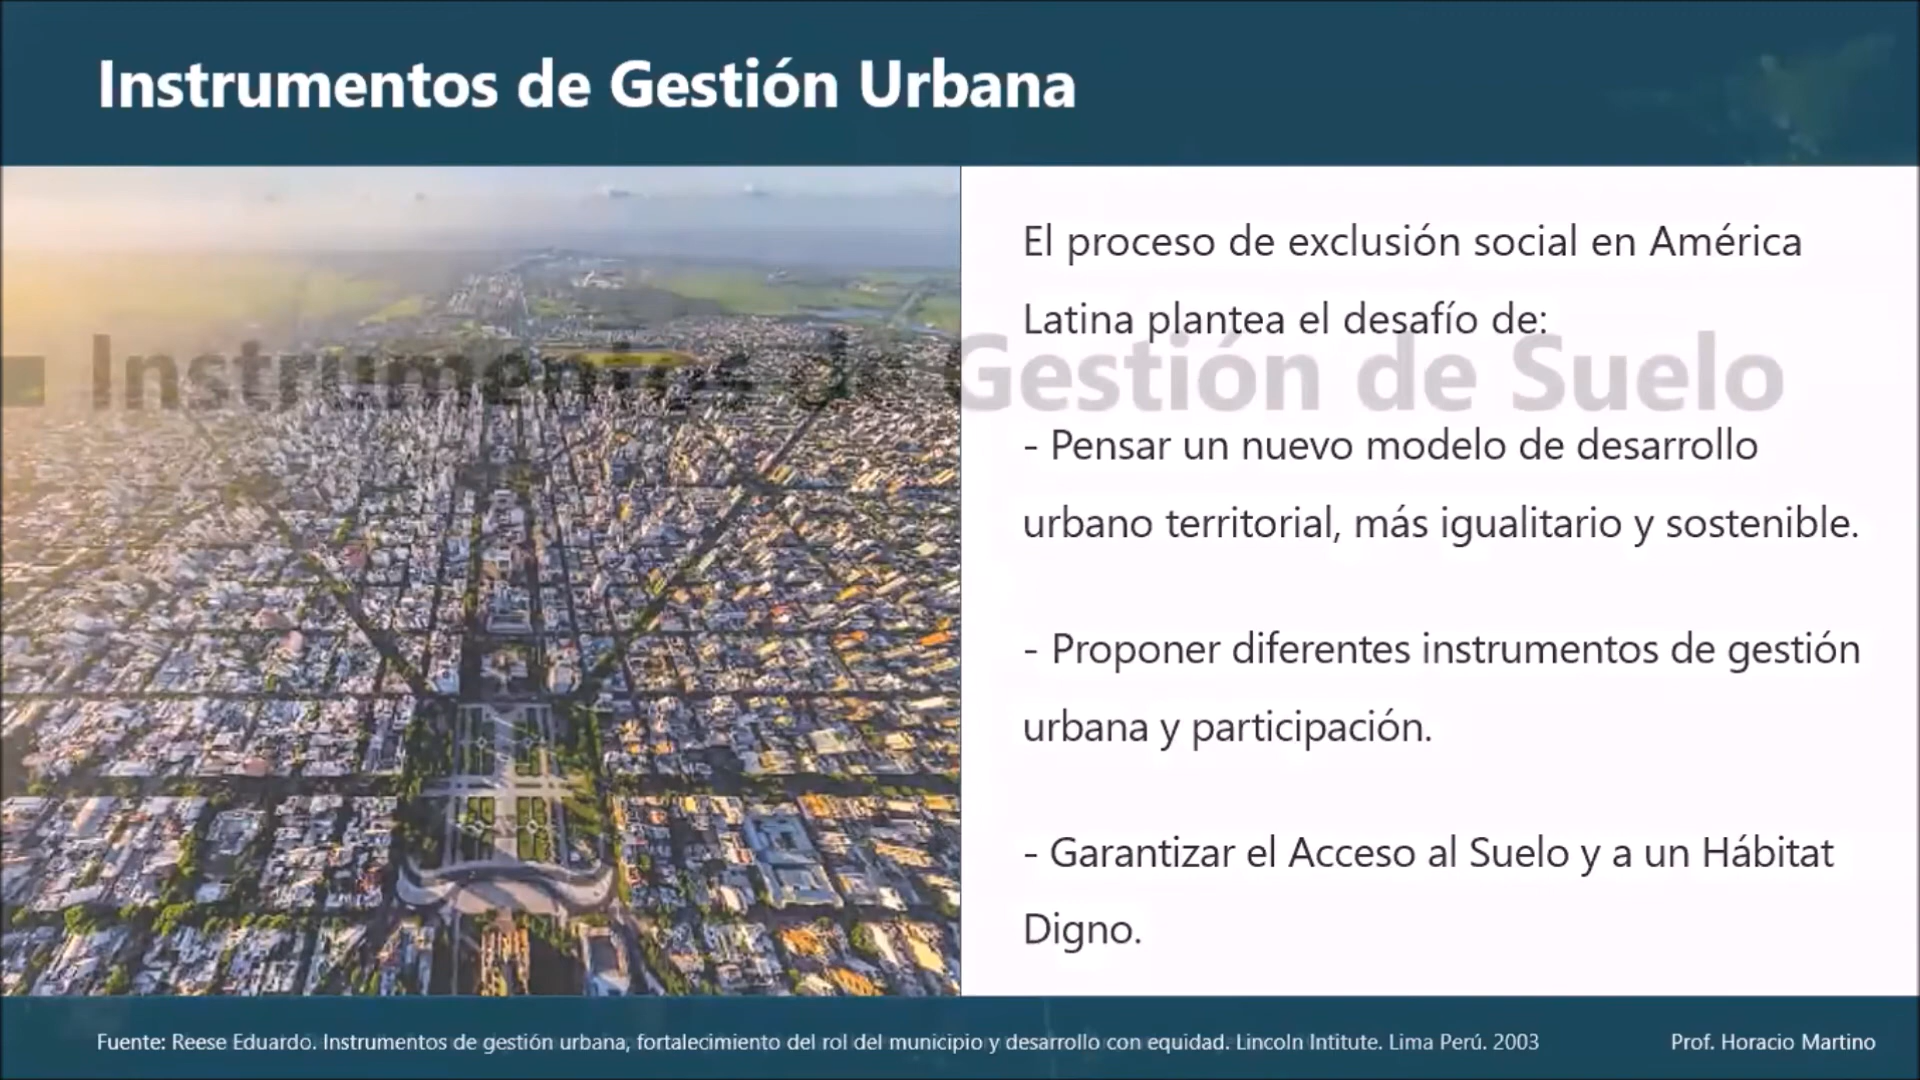 Instrumentos de Gestión Urbana
El proceso de exclusión social en América
Latina plantea el desafío de:
Instrumentos de Gestión de Suelo
- Pensar un nuevo modelo de desarrollo
urbano territorial, más igualitario y sostenible.
- Proponer diferentes instrumentos de gestión
urbana y participación.
- Garantizar el Acceso al Suelo y a un Hábitat
Digno.
Fuente: Reese Eduardo. Instrumentos de gestión urbana, fortalecimiento del rol del municipio y desarrollo con equidad. Lincoln Intitute. Lima Perú. 2003
Prof. Horacio Martino